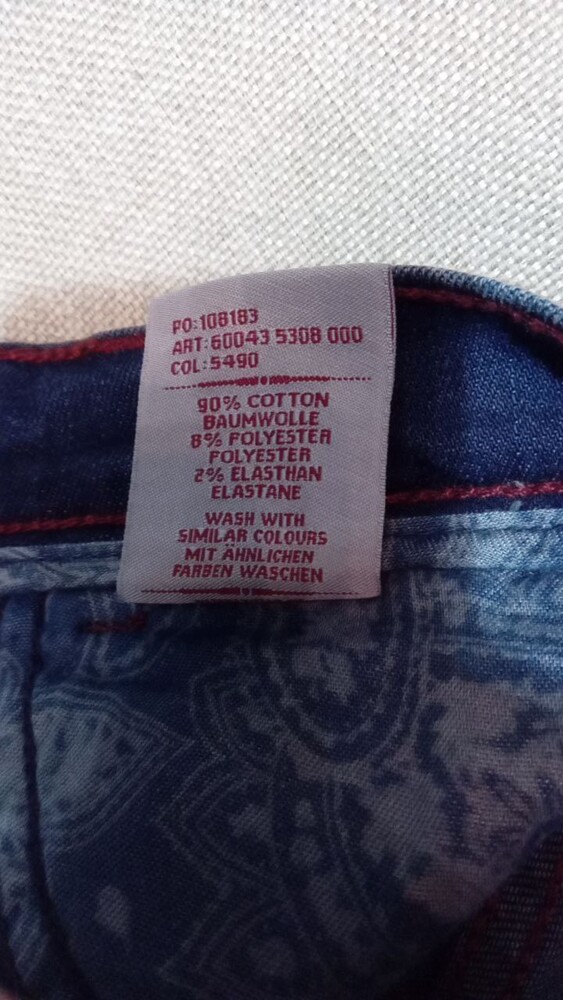 PO:108183
ART:60043 5308 000
COL:5490
90% COTTON
BAUMWOLLE
8% POLYESTER
POLYESTER
2% ELASTHAN
ELASTANE
WASH WITH
SIMILAR COLOURS
MIT ÄHNLICHEN
FARBEN WASCHEN